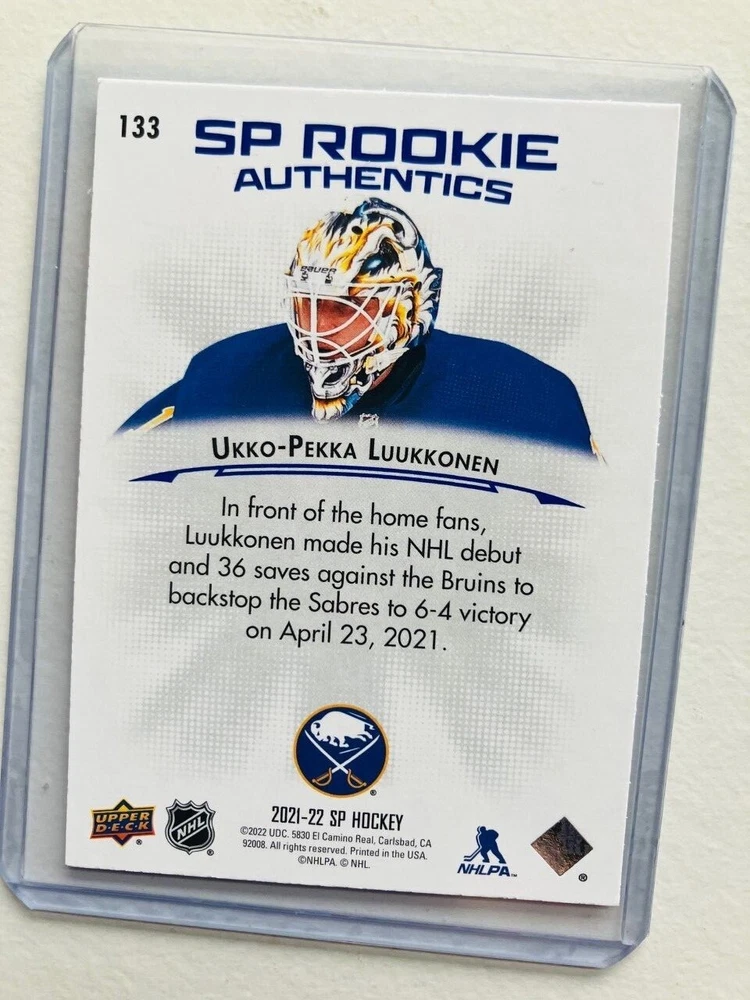 133
SP ROOKIE
AUTHENTICS
BAUER
UKKO-PEKKA LUUKKONEN
In front of the home fans,
Luukkonen made his NHL debut
and 36 saves against the Bruins to
backstop the Sabres to 6-4 victory
on April 23, 2021.
UPPER
D·E·C·K
®
NHL
®
®
2021-22 SP HOCKEY
©2022 UDC. 5830 El Camino Real, Carlsbad, CA
92008. All rights reserved. Printed in the USA.
©NHLPA. © NHL.
NHLPA™
®